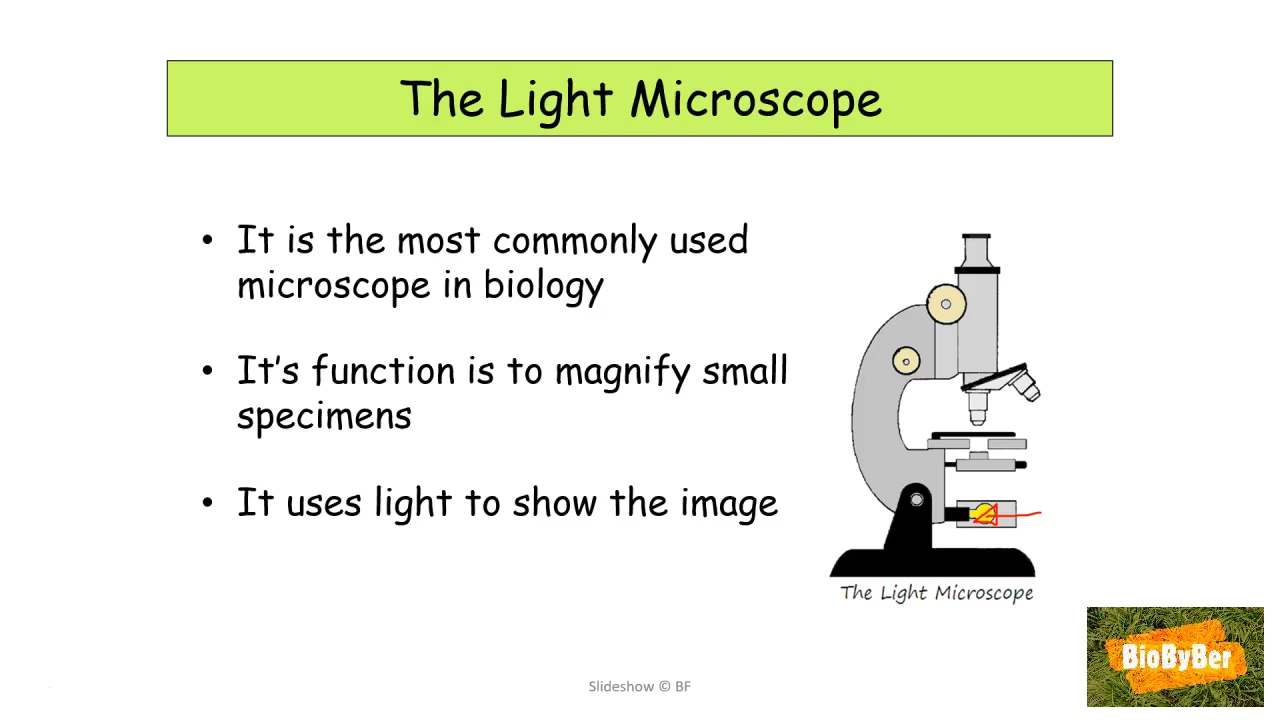 The Light Microscope
• It is the most commonly used
microscope in biology
• It's function is to magnify small
specimens
• It uses light to show the image
The Light Microscope
BioByBer
Slideshow © BF